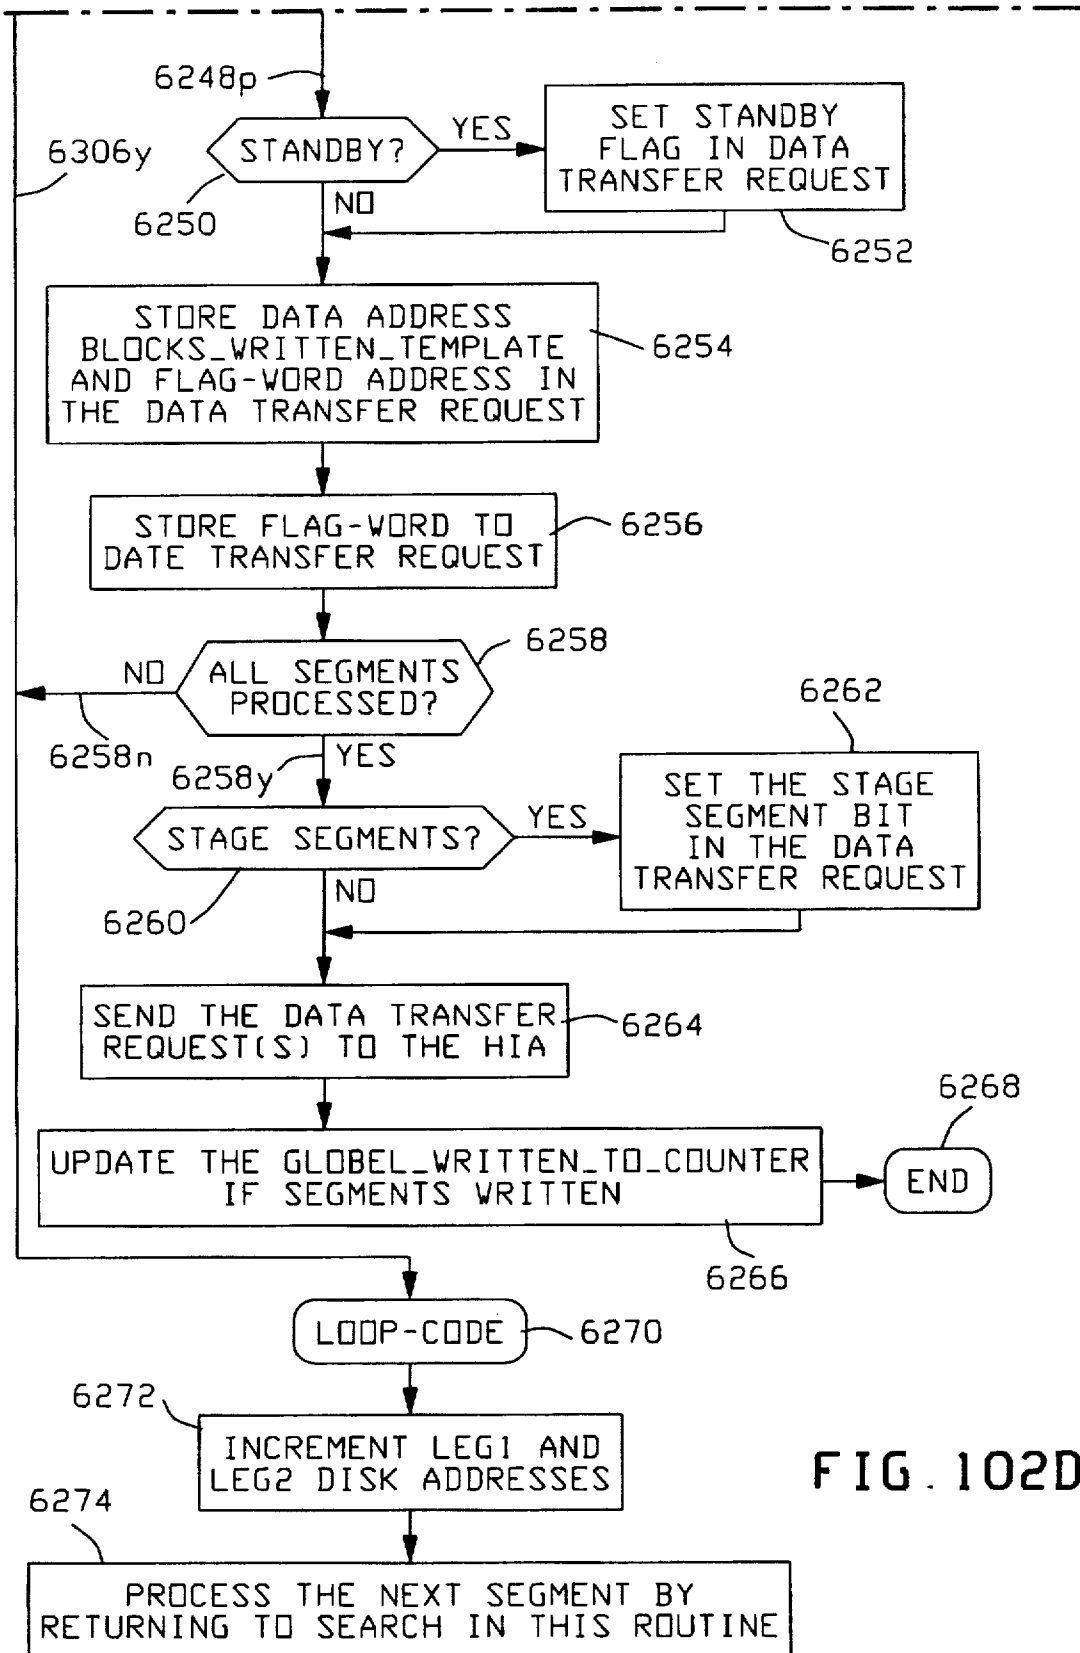 6248p
6306y
STANDBY?
YES
SET STANDBY
FLAG IN DATA
TRANSFER REQUEST
6250
NO
6252
STORE DATA ADDRESS
BLOCKS_WRITTEN_TEMPLATE
AND FLAG-WORD ADDRESS IN
THE DATA TRANSFER REQUEST
6254
STORE FLAG-WORD TO
DATE TRANSFER REQUEST
6256
6258
NO
ALL SEGMENTS
PROCESSED?
6258n
6258y
YES
6262
STAGE SEGMENTS?
YES
SET THE STAGE
SEGMENT BIT
IN THE DATA
TRANSFER REQUEST
6260
NO
SEND THE DATA TRANSFER
REQUEST(S) TO THE HIA
6264
6268
UPDATE THE GLOBEL_WRITTEN_TO_COUNTER
IF SEGMENTS WRITTEN
END
6266
LOOP-CODE
6270
6272
INCREMENT LEG1 AND
LEG2 DISK ADDRESSES
FIG. 102D
6274
PROCESS THE NEXT SEGMENT BY
RETURNING TO SEARCH IN THIS ROUTINE